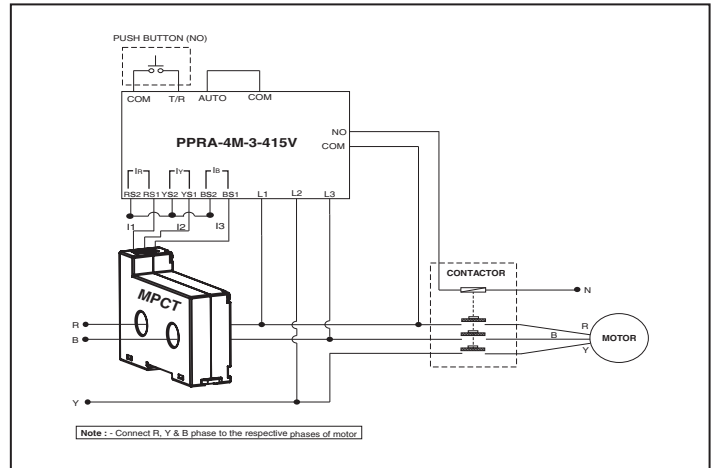 PUSH BUTTON (NO)
COM T/R AUTO COM
PPRA-4M-3-415V
NO
COM
IR IY IB
RS2 RS1 YS2 YS1 BS2 BS1 L1 L2 L3
I1 I2 I3
CONTACTOR
MPCT
N
R R
B B MOTOR
Y
Y
Note : - Connect R, Y & B phase to the respective phases of motor